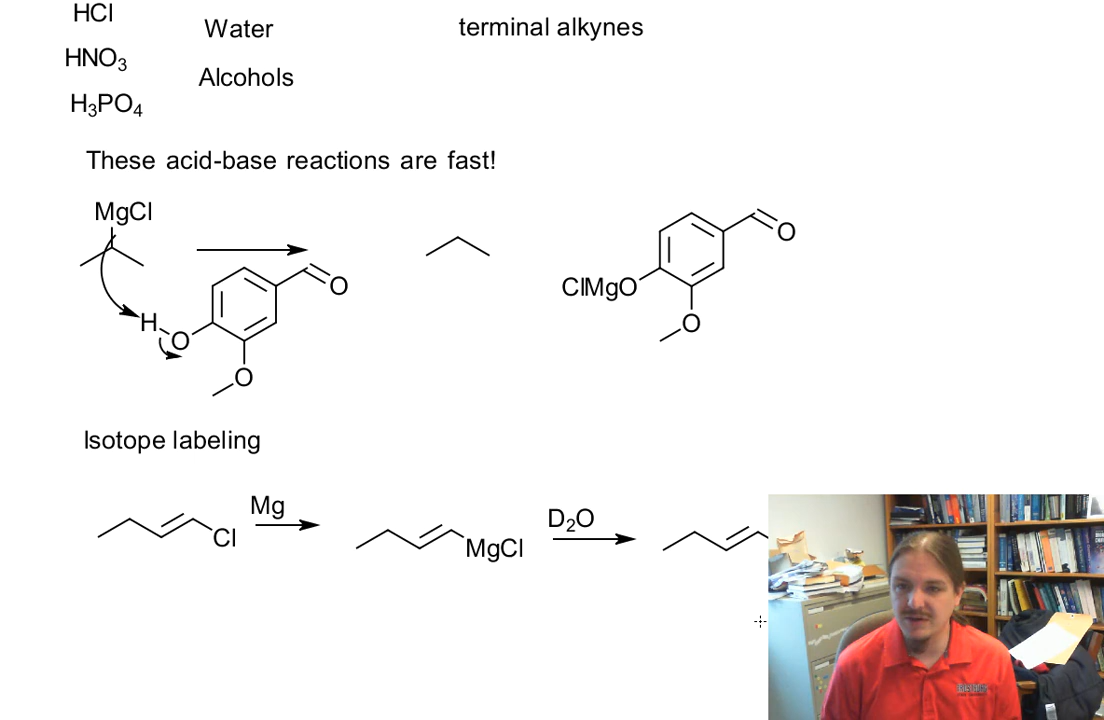 HCl
Water
terminal alkynes
HNO3
Alcohols
H3PO4
These acid-base reactions are fast!
MgCl
O
O
ClMgO
H
O
O
O
Isotope labeling
Mg
Cl
MgCl
D2O